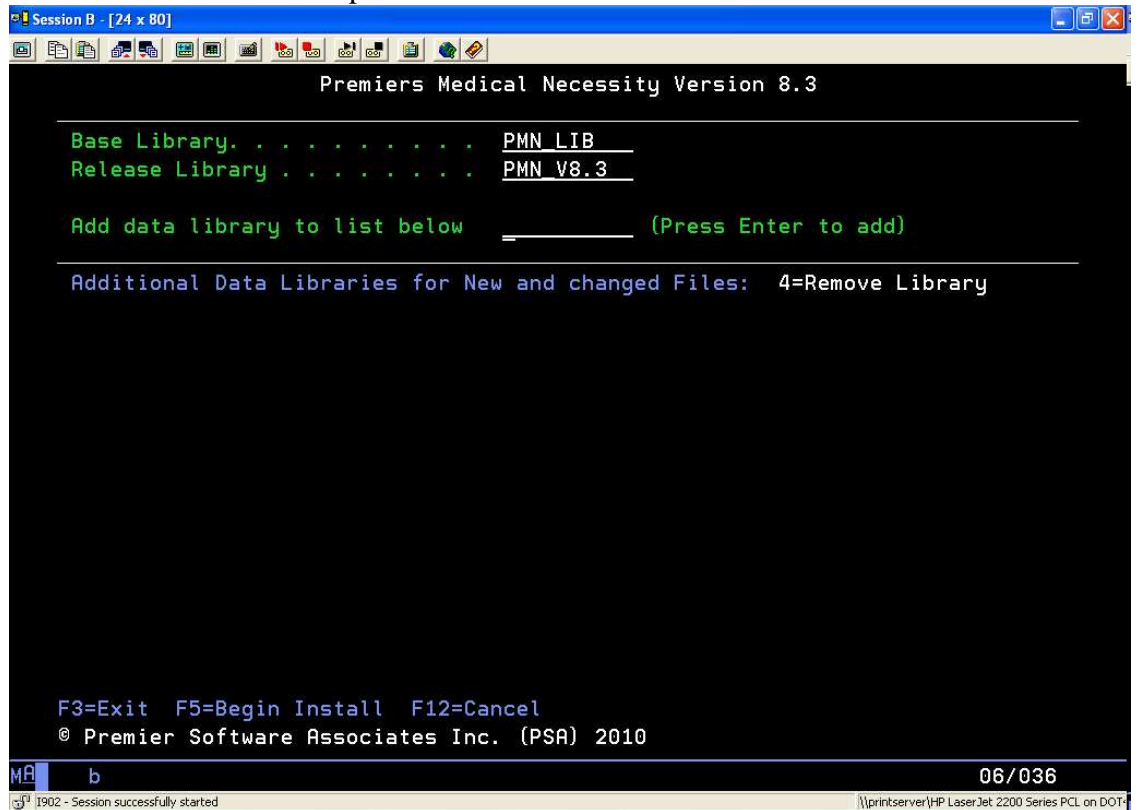 Session B - [24 x 80]
Premiers Medical Necessity Version 8.3
Base Library. . . . . . . . . . PMN_LIB
Release Library . . . . . . . . PMN_V8.3
Add data library to list below (Press Enter to add)
Additional Data Libraries for New and changed Files: 4=Remove Library
F3=Exit F5=Begin Install F12=Cancel
© Premier Software Associates Inc. (PSA) 2010
MA b 06/036
I902 - Session successfully started \\printserver\HP LaserJet 2200 Series PCL on DOT4